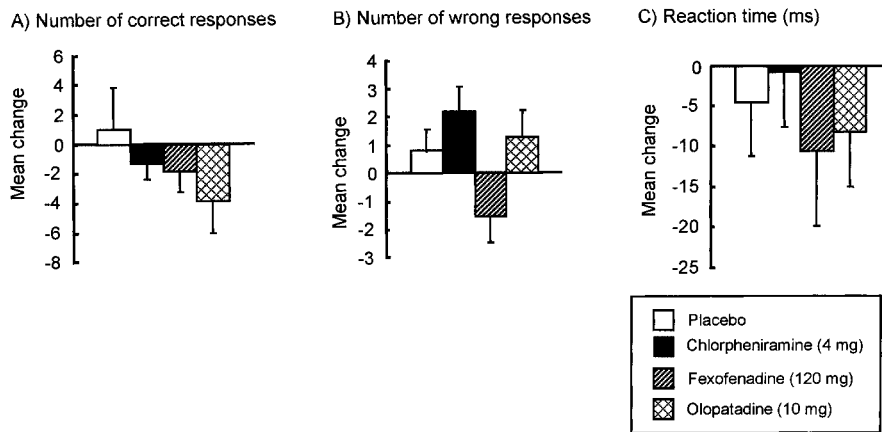 A) Number of correct responses
Mean change
6
4
2
0
-2
-4
-6
-8
B) Number of wrong responses
Mean change
4
3
2
1
0
-1
-2
-3
C) Reaction time (ms)
Mean change
0
-5
-10
-15
-20
-25
Placebo
Chlorpheniramine (4 mg)
Fexofenadine (120 mg)
Olopatadine (10 mg)